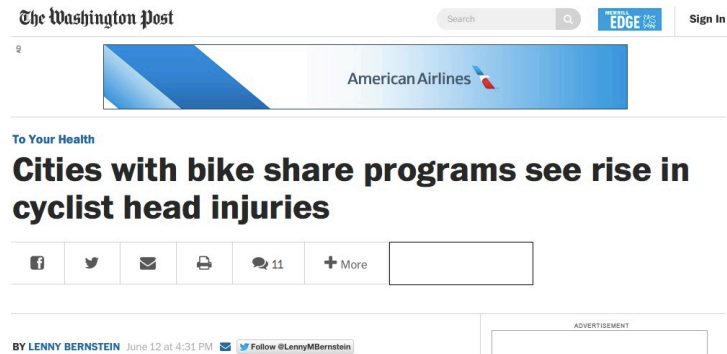 The Washington Post
Search
MERRILL
EDGE
Sign In
American Airlines
To Your Health
Cities with bike share programs see rise in
cyclist head injuries
11
More
ADVERTISEMENT
BY LENNY BERNSTEIN June 12 at 4:31 PM Follow @LennyMBernstein